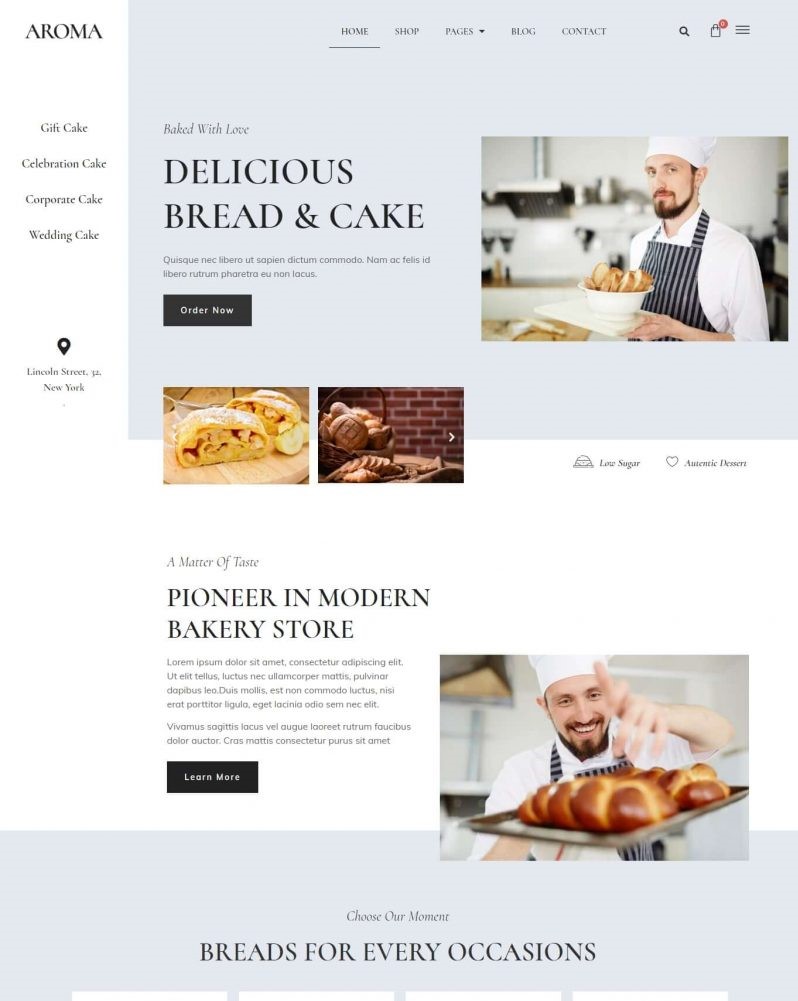 AROMA
HOME
SHOP
PAGES
BLOG
CONTACT
0
Gift Cake
Celebration Cake
Corporate Cake
Wedding Cake
Lincoln Street, 32,
New York
.
Baked With Love
DELICIOUS
BREAD & CAKE
Quisque nec libero ut sapien dictum commodo. Nam ac felis id
libero rutrum pharetra eu non lacus.
Order Now
Low Sugar
Autentic Dessert
A Matter Of Taste
PIONEER IN MODERN
BAKERY STORE
Lorem ipsum dolor sit amet, consectetur adipiscing elit.
Ut elit tellus, luctus nec ullamcorper mattis, pulvinar
dapibus leo.Duis mollis, est non commodo luctus, nisi
erat porttitor ligula, eget lacinia odio sem nec elit.
Vivamus sagittis lacus vel augue laoreet rutrum faucibus
dolor auctor. Cras mattis consectetur purus sit amet
Learn More
Choose Our Moment
BREADS FOR EVERY OCCASIONS